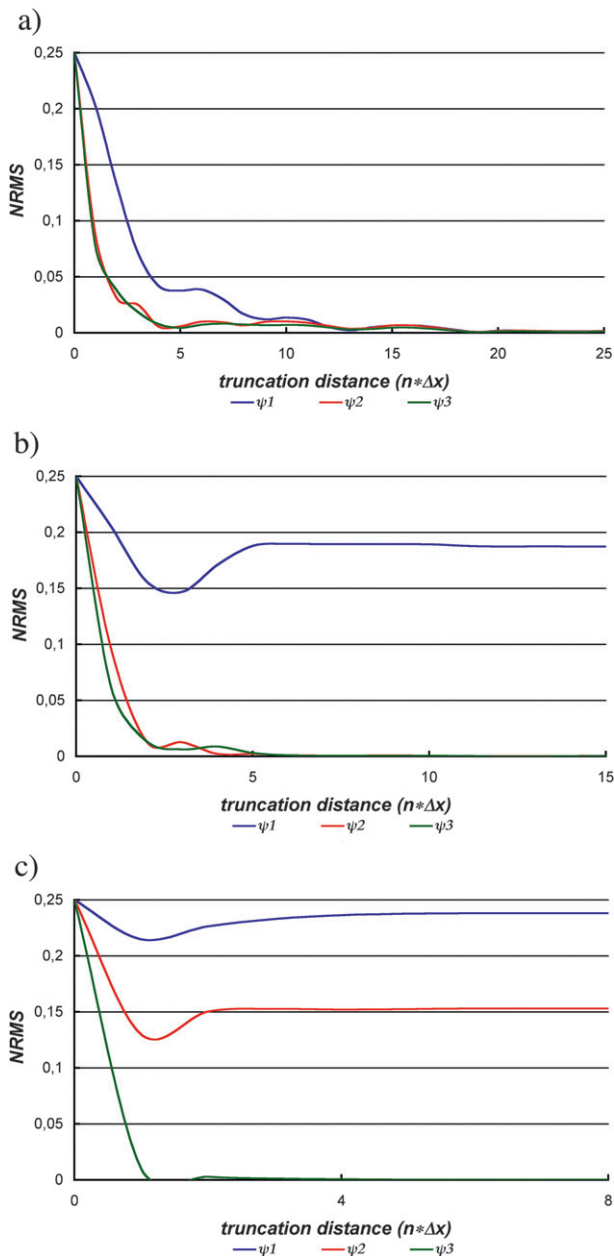 a)
0,25
0,2
0,15
0,1
0,05
0
NRMS
0 5 10 15 20 25
truncation distance (n*Δx)
ψ1 ψ2 ψ3
b)
0,25
0,2
0,15
0,1
0,05
0
NRMS
0 5 10 15
truncation distance (n*Δx)
ψ1 ψ2 ψ3
c)
0,25
0,2
0,15
0,1
0,05
0
NRMS
0 4 8
truncation distance (n*Δx)
ψ1 ψ2 ψ3